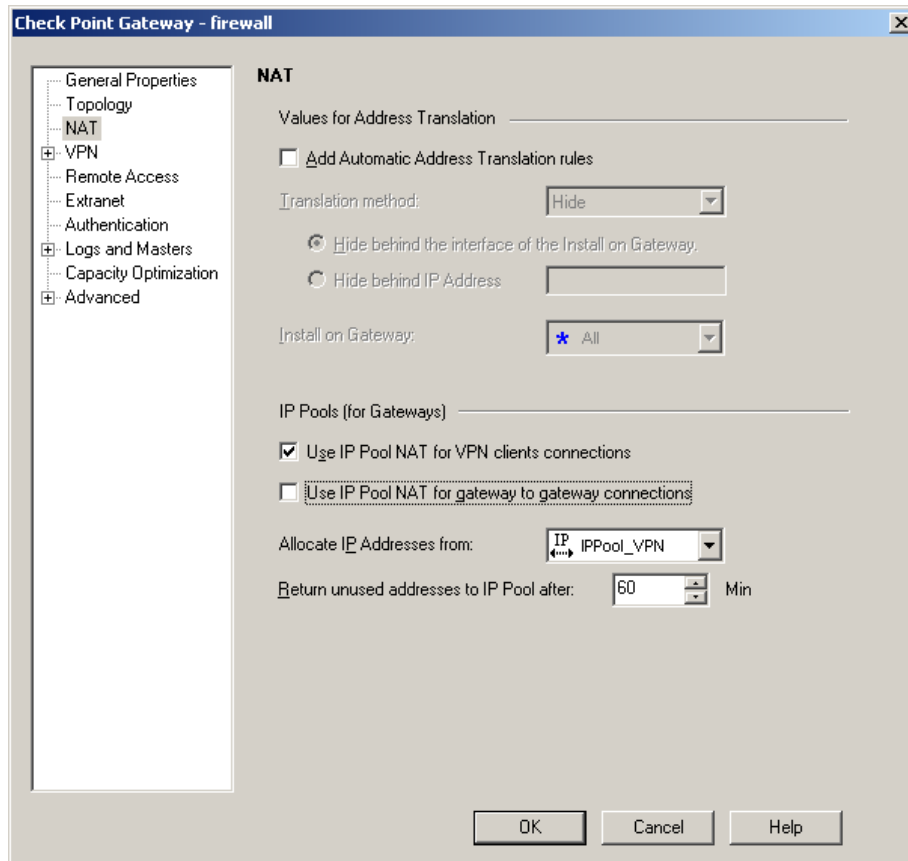 Check Point Gateway - firewall
General Properties
Topology
NAT
VPN
Remote Access
Extranet
Authentication
Logs and Masters
Capacity Optimization
Advanced
NAT
Values for Address Translation
Add Automatic Address Translation rules
Translation method: Hide
Hide behind the interface of the Install on Gateway.
Hide behind IP Address
Install on Gateway: * All
IP Pools (for Gateways)
Use IP Pool NAT for VPN clients connections
Use IP Pool NAT for gateway to gateway connections
Allocate IP Addresses from: IP IPPool_VPN
Return unused addresses to IP Pool after: 60 Min
OK Cancel Help